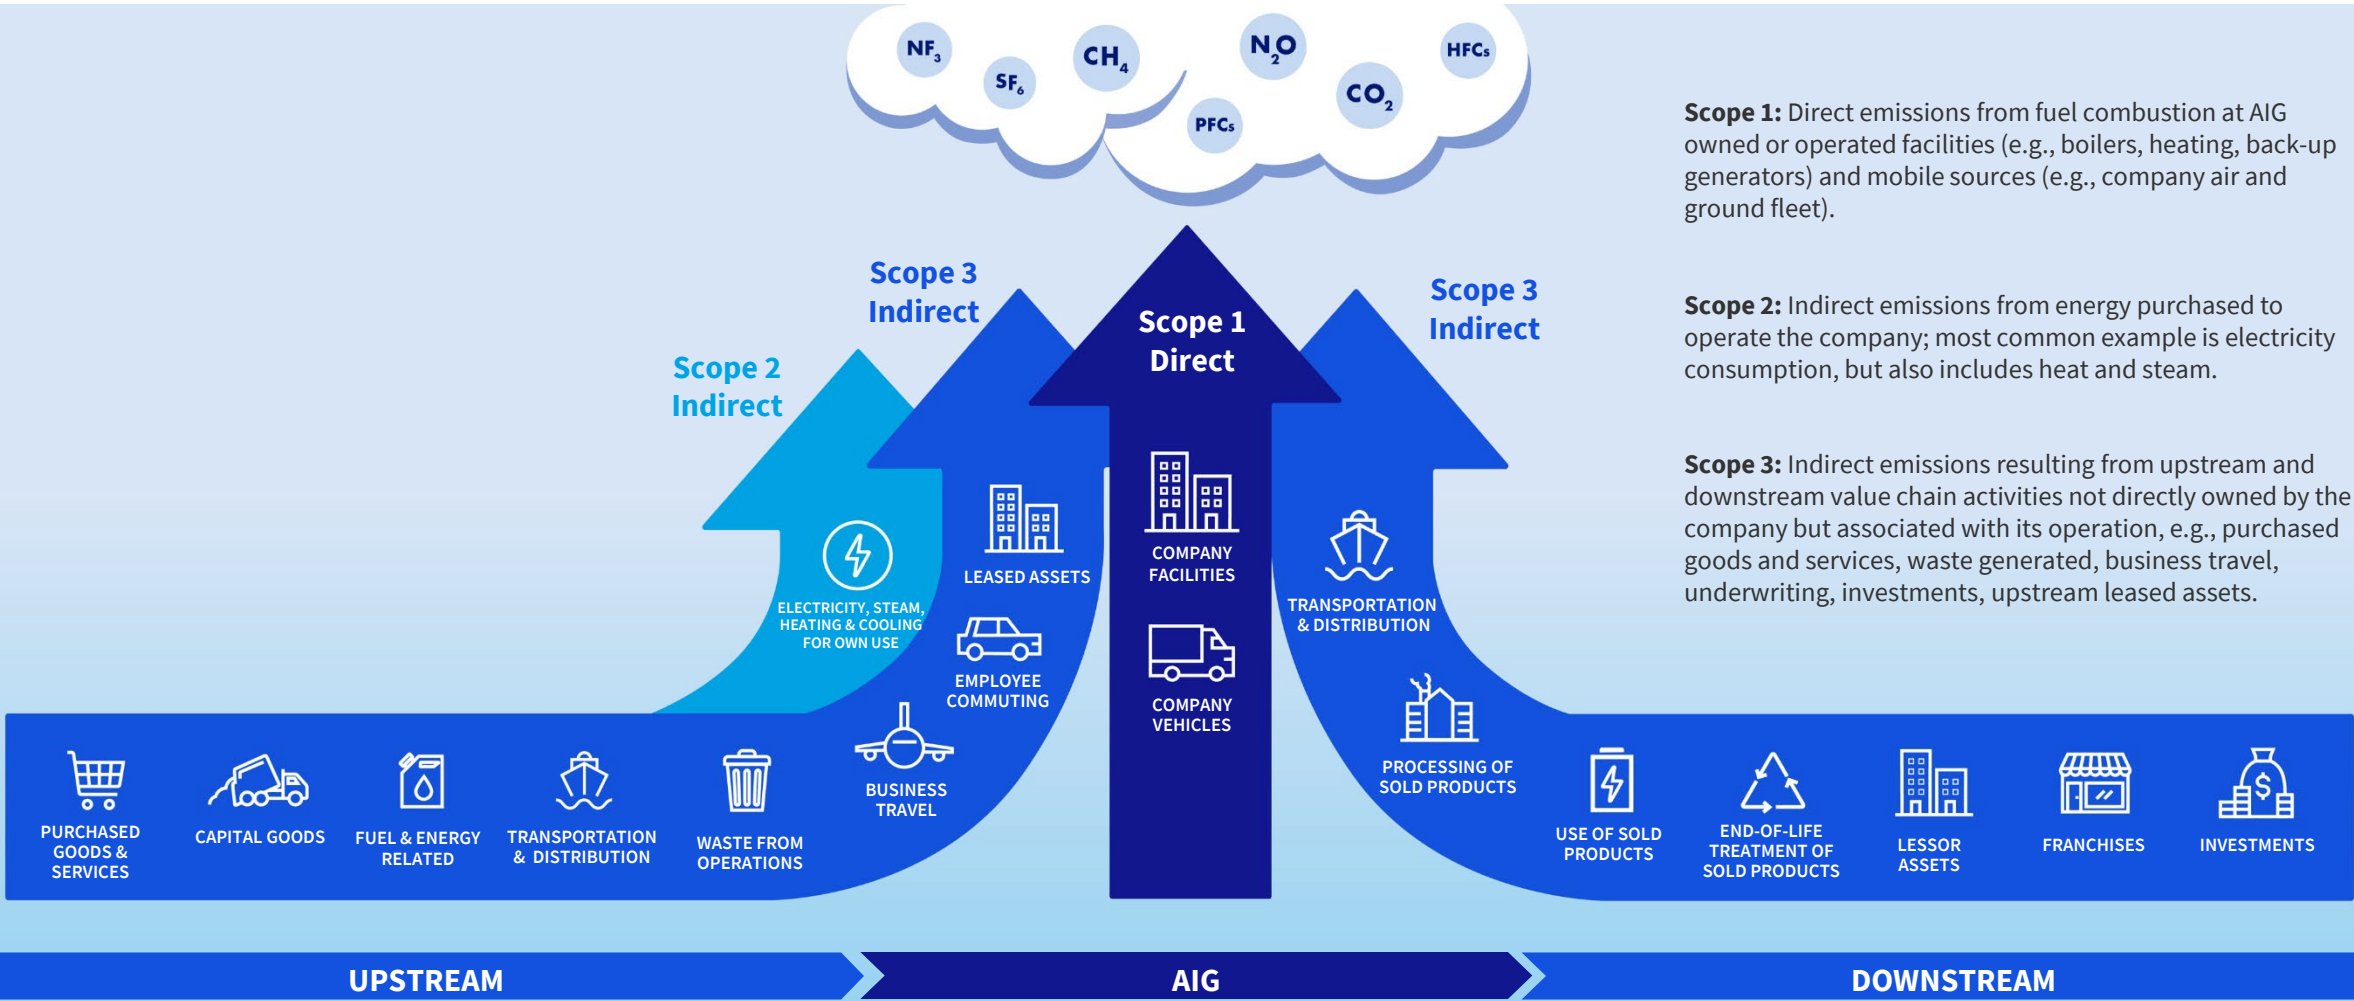 NF₃
SF₆
CH₄
PFCs
N₂O
CO₂
HFCs
Scope 1: Direct emissions from fuel combustion at AIG
owned or operated facilities (e.g., boilers, heating, back-up
generators) and mobile sources (e.g., company air and
ground fleet).
Scope 2: Indirect emissions from energy purchased to
operate the company; most common example is electricity
consumption, but also includes heat and steam.
Scope 3: Indirect emissions resulting from upstream and
downstream value chain activities not directly owned by the
company but associated with its operation, e.g., purchased
goods and services, waste generated, business travel,
underwriting, investments, upstream leased assets.
Scope 2
Indirect
ELECTRICITY, STEAM,
HEATING & COOLING
FOR OWN USE
Scope 3
Indirect
LEASED ASSETS
EMPLOYEE
COMMUTING
BUSINESS
TRAVEL
Scope 1
Direct
COMPANY
FACILITIES
COMPANY
VEHICLES
Scope 3
Indirect
TRANSPORTATION
& DISTRIBUTION
PROCESSING OF
SOLD PRODUCTS
PURCHASED
GOODS &
SERVICES
CAPITAL GOODS
FUEL & ENERGY
RELATED
TRANSPORTATION
& DISTRIBUTION
WASTE FROM
OPERATIONS
USE OF SOLD
PRODUCTS
END-OF-LIFE
TREATMENT OF
SOLD PRODUCTS
LESSOR
ASSETS
FRANCHISES
$
INVESTMENTS
UPSTREAM
AIG
DOWNSTREAM